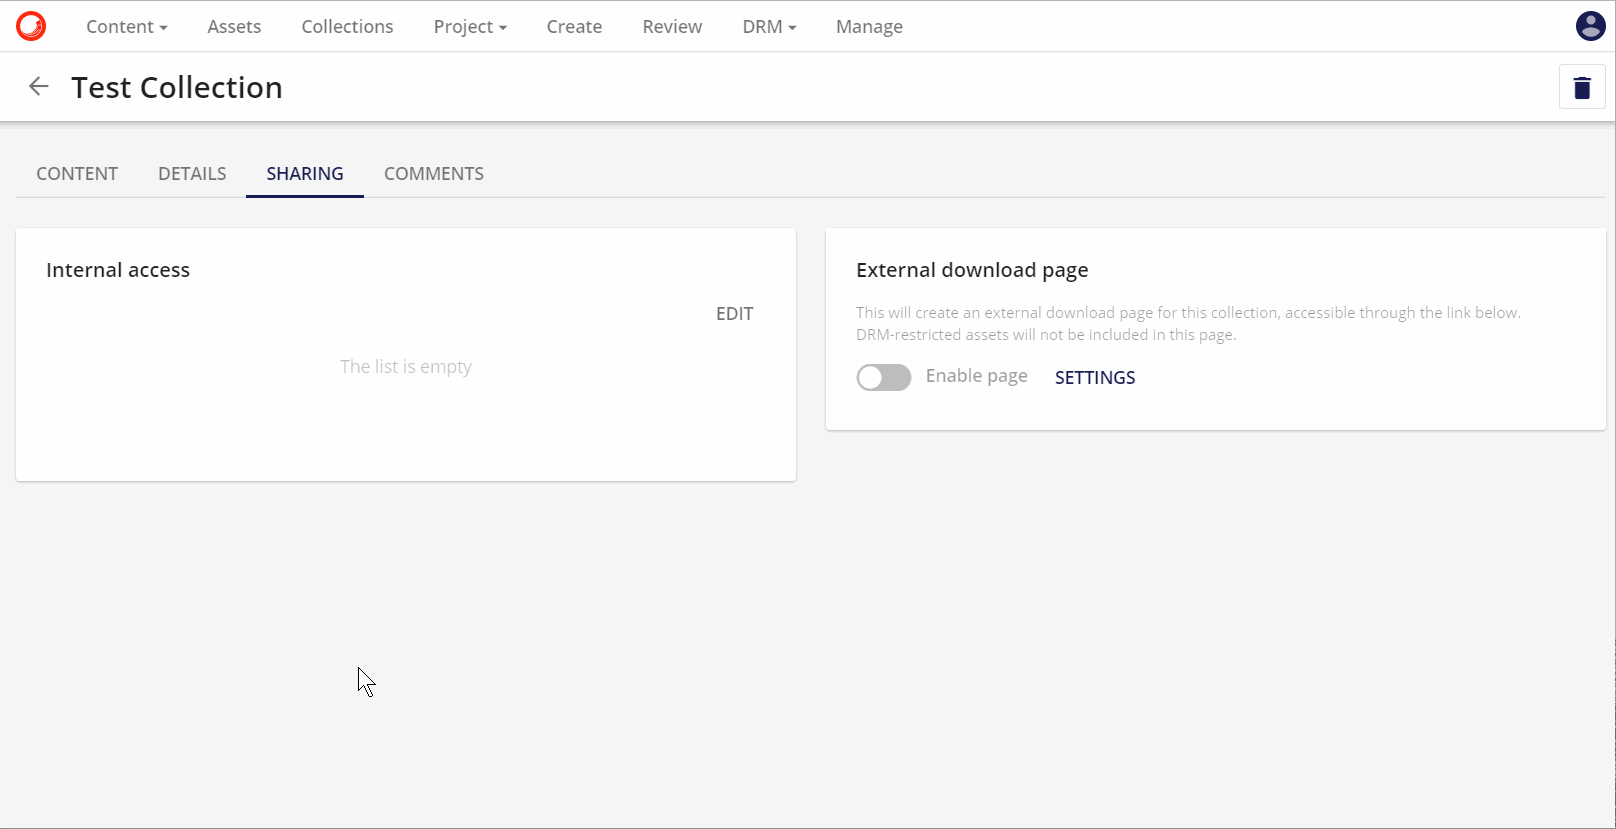 Content Assets Collections Project Create Review DRM Manage
Test Collection
CONTENT DETAILS SHARING COMMENTS
Internal access
EDIT
The list is empty
External download page
This will create an external download page for this collection, accessible through the link below.
DRM-restricted assets will not be included in this page.
Enable page SETTINGS